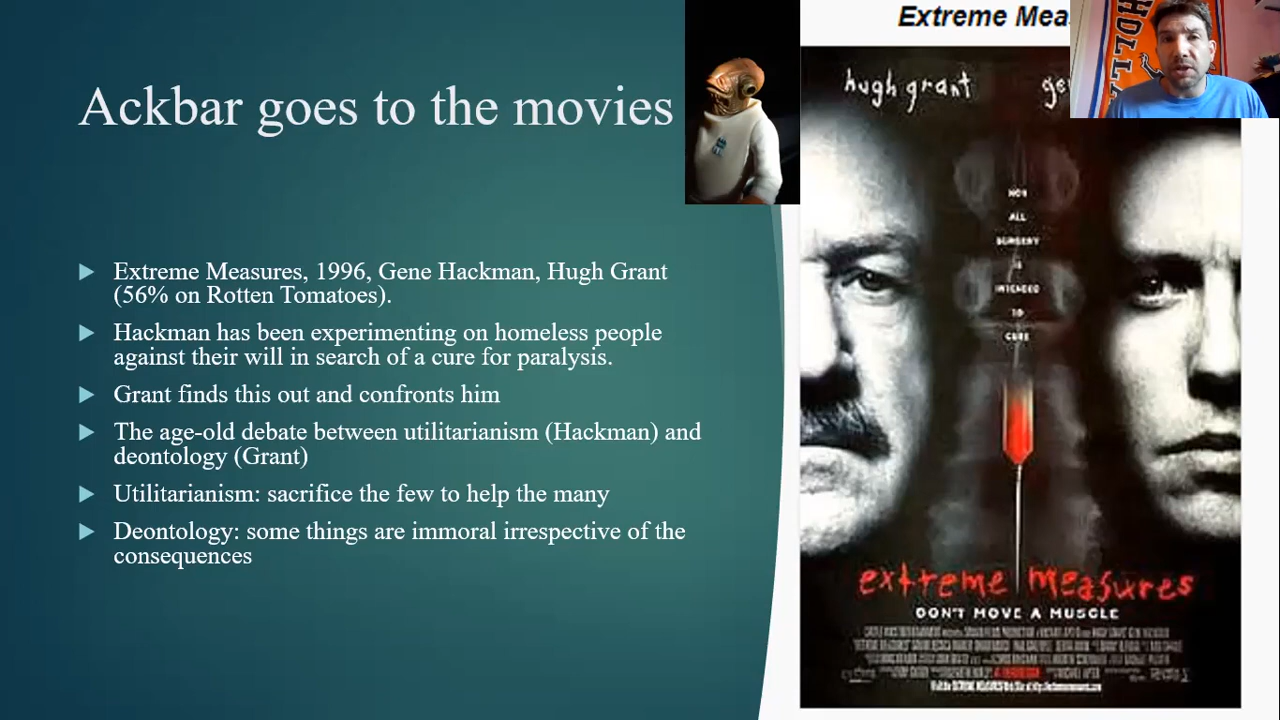 Extreme Mea
Ackbar goes to the movies
hugh grant ge
HOLLA
NOT
ALL
SURGERY
IS
INTENDED
TO
CURE
Extreme Measures, 1996, Gene Hackman, Hugh Grant
(56% on Rotten Tomatoes).
Hackman has been experimenting on homeless people
against their will in search of a cure for paralysis.
Grant finds this out and confronts him
The age-old debate between utilitarianism (Hackman) and
deontology (Grant)
Utilitarianism: sacrifice the few to help the many
Deontology: some things are immoral irrespective of the
consequences
extreme measures
DON'T MOVE A MUSCLE